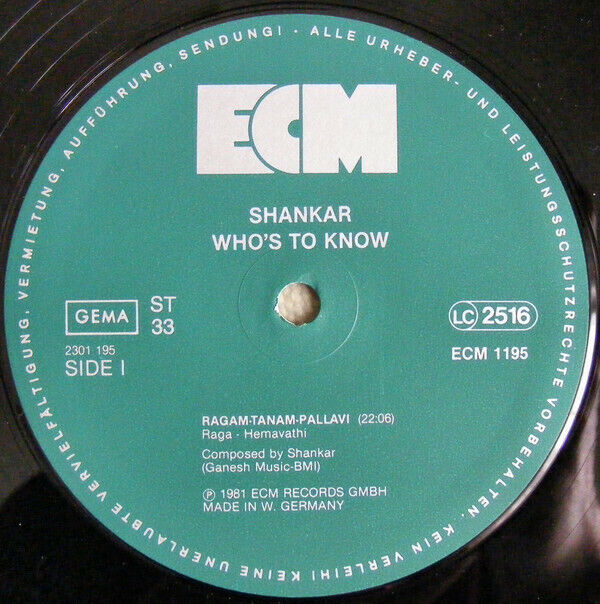 ALLE URHEBER- UND LEISTUNGSSCHUTZRECHTE VORBEHALTEN. KEIN VERLEIH! KEINE UNERLAUBTE VERVIELFÄLTIGUNG, VERMIETUNG, AUFFÜHRUNG, SENDUNG! ·
ECM
SHANKAR
WHO'S TO KNOW
GEMA
ST
33
2301 195
SIDE I
LC 2516
ECM 1195
RAGAM-TANAM-PALLAVI (22:06)
Raga - Hemavathi
Composed by Shankar
(Ganesh Music-BMI)
Ⓟ 1981 ECM RECORDS GMBH
MADE IN W. GERMANY